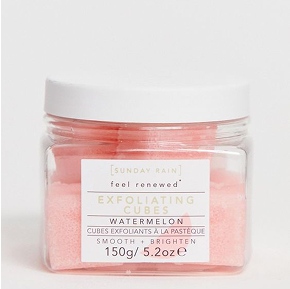 [SUNDAY RAIN]
feel renewed*
EXFOLIATING
CUBES
WATERMELON
CUBES EXFOLIANTS À LA PASTÈQUE
SMOOTH + BRIGHTEN
150g/ 5.2oz℮